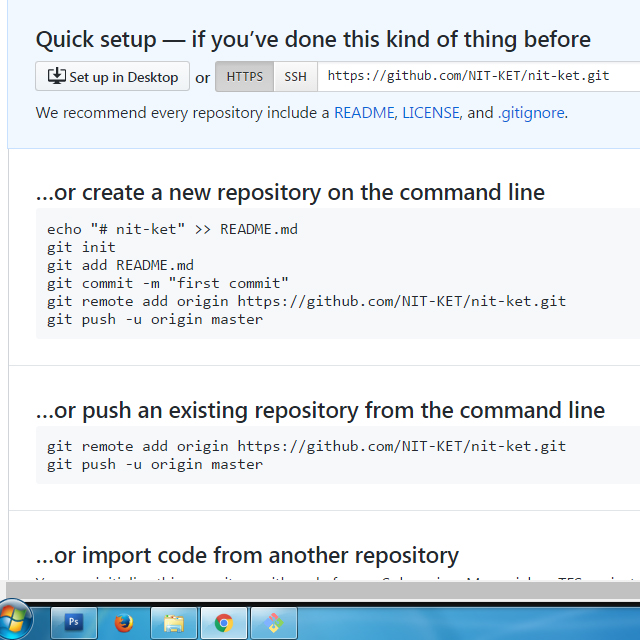 Quick setup — if you’ve done this kind of thing before
Set up in Desktop or HTTPS SSH https://github.com/NIT-KET/nit-ket.git
We recommend every repository include a README, LICENSE, and .gitignore.
…or create a new repository on the command line
echo "# nit-ket" >> README.md
git init
git add README.md
git commit -m "first commit"
git remote add origin https://github.com/NIT-KET/nit-ket.git
git push -u origin master
…or push an existing repository from the command line
git remote add origin https://github.com/NIT-KET/nit-ket.git
git push -u origin master
…or import code from another repository
Ps